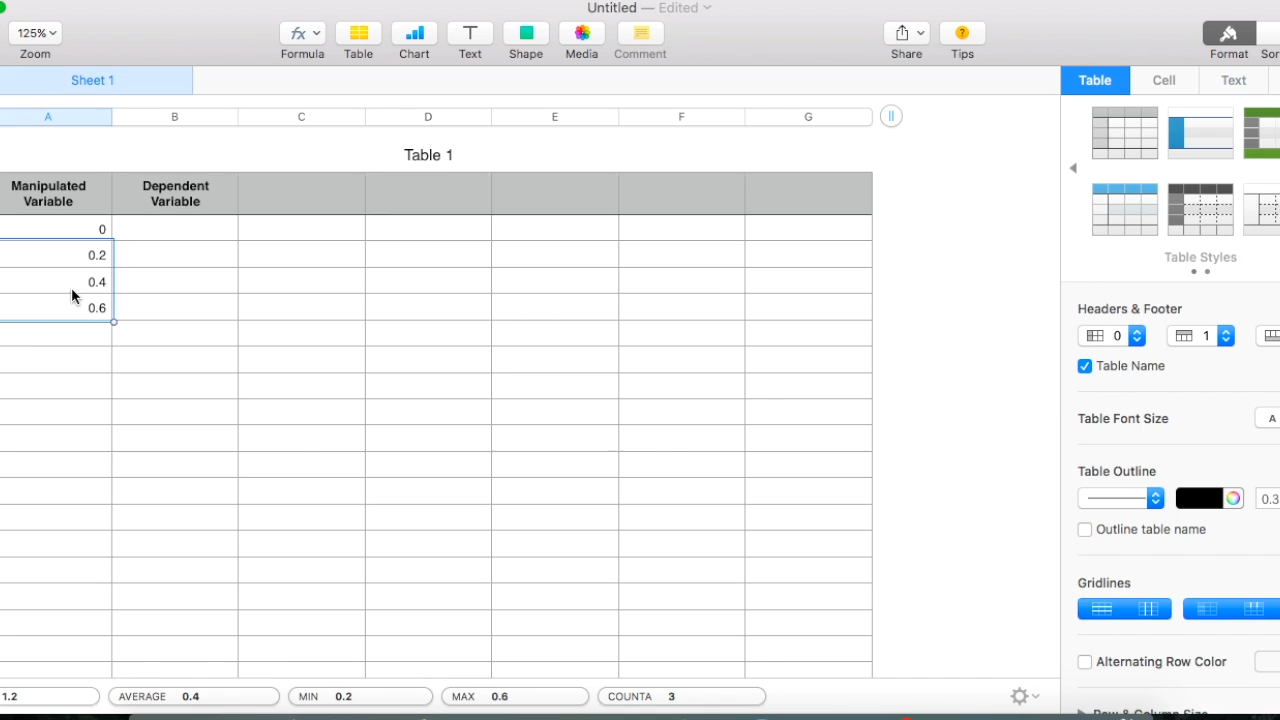 Untitled — Edited
125%
Zoom
Formula
Table
Chart
Text
Shape
Media
Comment
Share
Tips
Format
Sor
Sheet 1
Table
Cell
Text
A
B
C
D
E
F
G
Table 1
Manipulated Variable
Dependent Variable
0
0.2
0.4
0.6
Table Styles
Headers & Footer
0
1
Table Name
Table Font Size
A
Table Outline
0.3
Outline table name
Gridlines
Alternating Row Color
1.2
AVERAGE 0.4
MIN 0.2
MAX 0.6
COUNTA 3